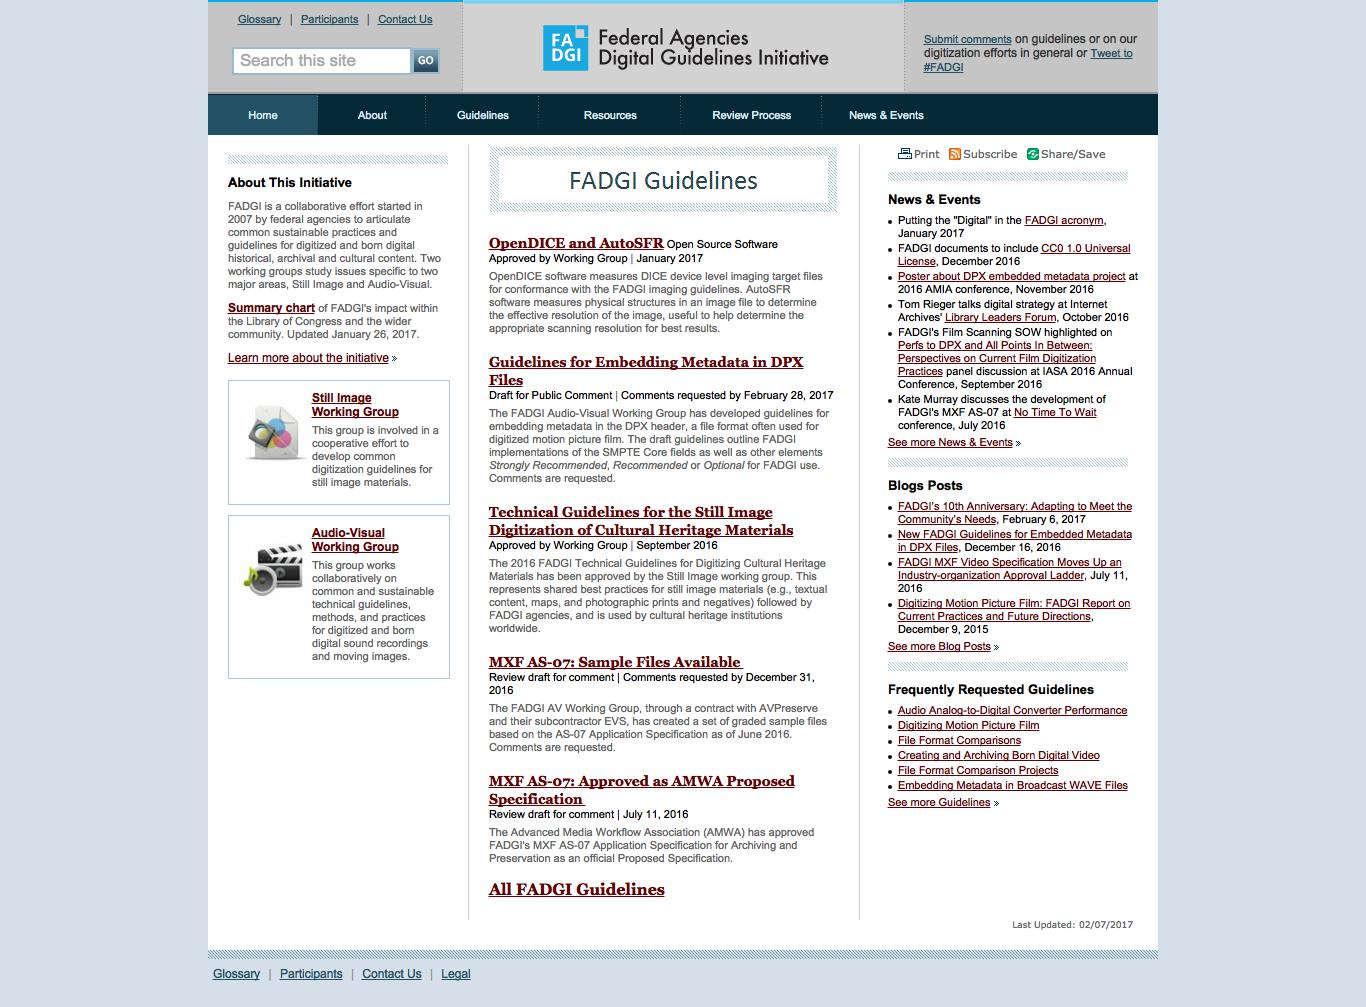 Glossary | Participants | Contact Us
Search this site GO
FADGI
Federal Agencies
Digital Guidelines Initiative
Submit comments on guidelines or on our
digitization efforts in general or Tweet to
#FADGI
Home About Guidelines Resources Review Process News & Events
About This Initiative
FADGI is a collaborative effort started in
2007 by federal agencies to articulate
common sustainable practices and
guidelines for digitized and born digital
historical, archival and cultural content. Two
working groups study issues specific to two
major areas, Still Image and Audio-Visual.
Summary chart of FADGI's impact within
the Library of Congress and the wider
community. Updated January 26, 2017.
Learn more about the initiative »
Still Image
Working Group
This group is involved in a
cooperative effort to
develop common
digitization guidelines for
still image materials.
Audio-Visual
Working Group
This group works
collaboratively on
common and sustainable
technical guidelines,
methods, and practices
for digitized and born
digital sound recordings
and moving images.
FADGI Guidelines
OpenDICE and AutoSFR Open Source Software
Approved by Working Group | January 2017
OpenDICE software measures DICE device level imaging target files
for conformance with the FADGI imaging guidelines. AutoSFR
software measures physical structures in an image file to determine
the effective resolution of the image, useful to help determine the
appropriate scanning resolution for best results.
Guidelines for Embedding Metadata in DPX
Files
Draft for Public Comment | Comments requested by February 28, 2017
The FADGI Audio-Visual Working Group has developed guidelines for
embedding metadata in the DPX header, a file format often used for
digitized motion picture film. The draft guidelines outline FADGI
implementations of the SMPTE Core fields as well as other elements
Strongly Recommended, Recommended or Optional for FADGI use.
Comments are requested.
Technical Guidelines for the Still Image
Digitization of Cultural Heritage Materials
Approved by Working Group | September 2016
The 2016 FADGI Technical Guidelines for Digitizing Cultural Heritage
Materials has been approved by the Still Image working group. This
represents shared best practices for still image materials (e.g., textual
content, maps, and photographic prints and negatives) followed by
FADGI agencies, and is used by cultural heritage institutions
worldwide.
MXF AS-07: Sample Files Available
Review draft for comment | Comments requested by December 31,
2016
The FADGI AV Working Group, through a contract with AVPreserve
and their subcontractor EVS, has created a set of graded sample files
based on the AS-07 Application Specification as of June 2016.
Comments are requested.
MXF AS-07: Approved as AMWA Proposed
Specification
Review draft for comment | July 11, 2016
The Advanced Media Workflow Association (AMWA) has approved
FADGI's MXF AS-07 Application Specification for Archiving and
Preservation as an official Proposed Specification.
All FADGI Guidelines
Print Subscribe Share/Save
News & Events
Putting the "Digital" in the FADGI acronym,
January 2017
FADGI documents to include CC0 1.0 Universal
License, December 2016
Poster about DPX embedded metadata project at
2016 AMIA conference, November 2016
Tom Rieger talks digital strategy at Internet
Archives' Library Leaders Forum, October 2016
FADGI's Film Scanning SOW highlighted on
Perfs to DPX and All Points In Between:
Perspectives on Current Film Digitization
Practices panel discussion at IASA 2016 Annual
Conference, September 2016
Kate Murray discusses the development of
FADGI's MXF AS-07 at No Time To Wait
conference, July 2016
See more News & Events »
Blogs Posts
FADGI's 10th Anniversary: Adapting to Meet the
Community's Needs, February 6, 2017
New FADGI Guidelines for Embedded Metadata
in DPX Files, December 16, 2016
FADGI MXF Video Specification Moves Up an
Industry-organization Approval Ladder, July 11,
2016
Digitizing Motion Picture Film: FADGI Report on
Current Practices and Future Directions,
December 9, 2015
See more Blog Posts »
Frequently Requested Guidelines
Audio Analog-to-Digital Converter Performance
Digitizing Motion Picture Film
File Format Comparisons
Creating and Archiving Born Digital Video
File Format Comparison Projects
Embedding Metadata in Broadcast WAVE Files
See more Guidelines »
Last Updated: 02/07/2017
Glossary | Participants | Contact Us | Legal